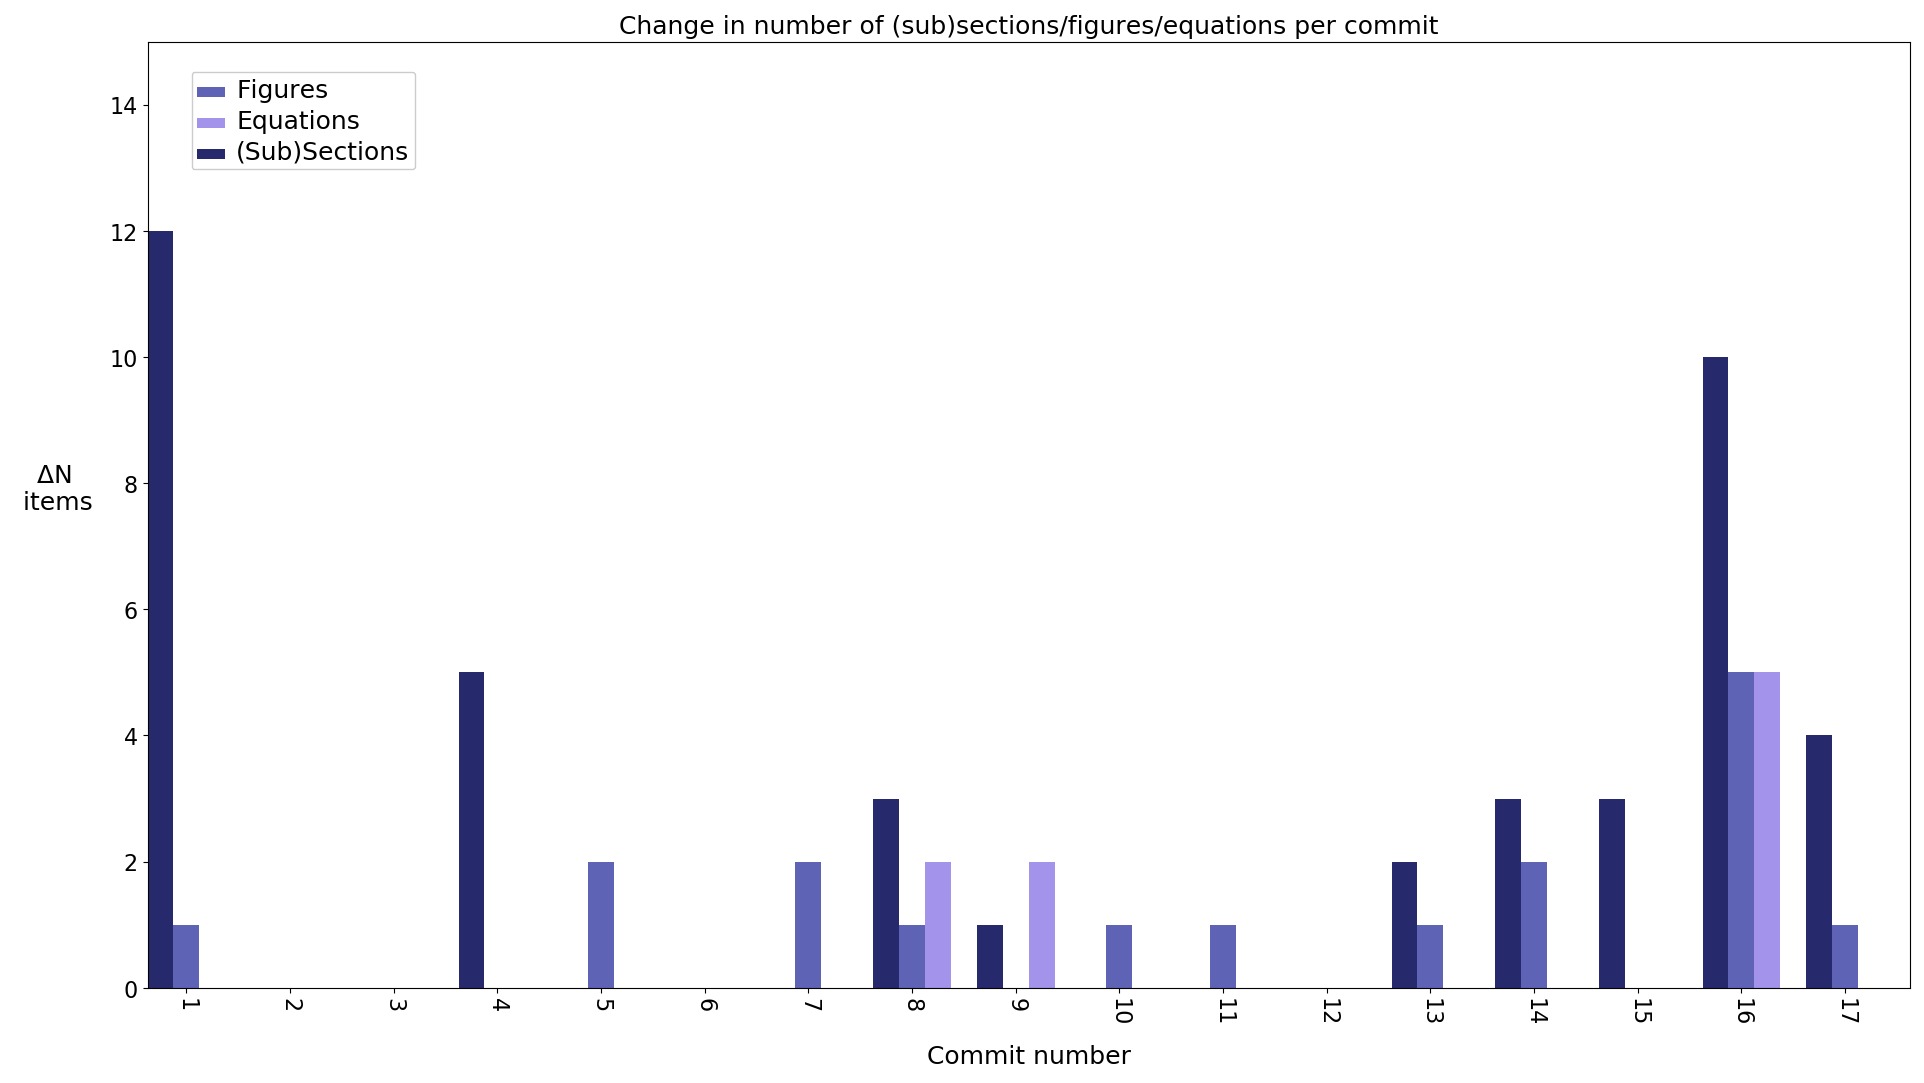 Change in number of (sub)sections/figures/equations per commit
Figures
Equations
(Sub)Sections
14
12
10
8
6
4
2
0
ΔN
items
1 2 3 4 5 6 7 8 9 10 11 12 13 14 15 16 17
Commit number